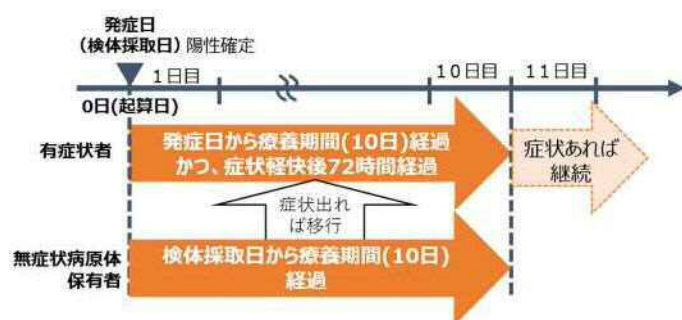 発症日
(検体採取日) 陽性確定
1日目
10日目
11日目
0日(起算日)
有症状者
発症日から療養期間(10日)経過
かつ、症状軽快後72時間経過
症状あれば
継続
症状出れ
ば移行
無症状病原体
保有者
検体採取日から療養期間(10日)
経過